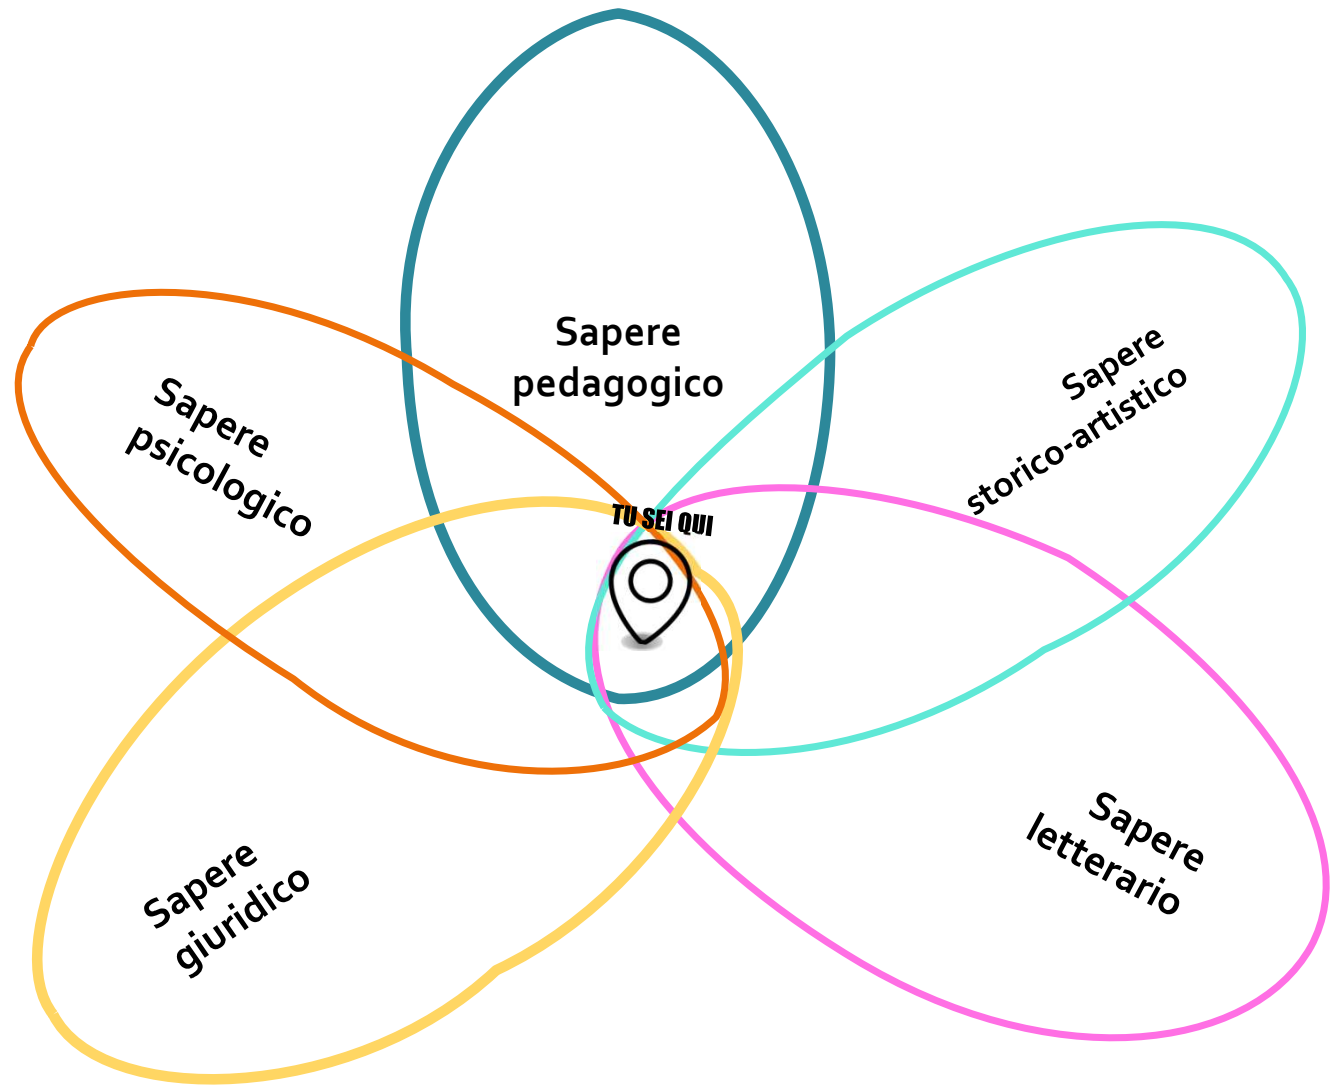 Sapere
pedagogico
Sapere
storico-artistico
Sapere
psicologico
TU SEI QUI
Sapere
letterario
Sapere
giuridico